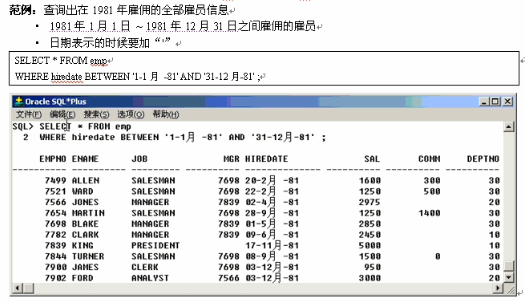 范例：查询出在 1981 年雇佣的全部雇员信息
• 1981 年 1 月 1 日 ~ 1981 年 12 月 31 日之间雇佣的雇员
• 日期表示的时候要加 “ ‘ ”
SELECT * FROM emp
WHERE hiredate BETWEEN '1-1 月 -81' AND '31-12 月-81' ;
Oracle SQL*Plus
文件(F) 编辑(E) 搜索(S) 选项(O) 帮助(H)
SQL> SELECT * FROM emp
2 WHERE hiredate BETWEEN '1-1月 -81' AND '31-12月-81' ;
EMPNO ENAME JOB MGR HIREDATE SAL COMM DEPTNO
7499 ALLEN SALESMAN 7698 20-2月 -81 1600 300 30
7521 WARD SALESMAN 7698 22-2月 -81 1250 500 30
7566 JONES MANAGER 7839 02-4月 -81 2975 20
7654 MARTIN SALESMAN 7698 28-9月 -81 1250 1400 30
7698 BLAKE MANAGER 7839 01-5月 -81 2850 30
7782 CLARK MANAGER 7839 09-6月 -81 2450 10
7839 KING PRESIDENT 17-11月-81 5000 10
7844 TURNER SALESMAN 7698 08-9月 -81 1500 0 30
7900 JAMES CLERK 7698 03-12月-81 950 30
7902 FORD ANALYST 7566 03-12月-81 3000 20